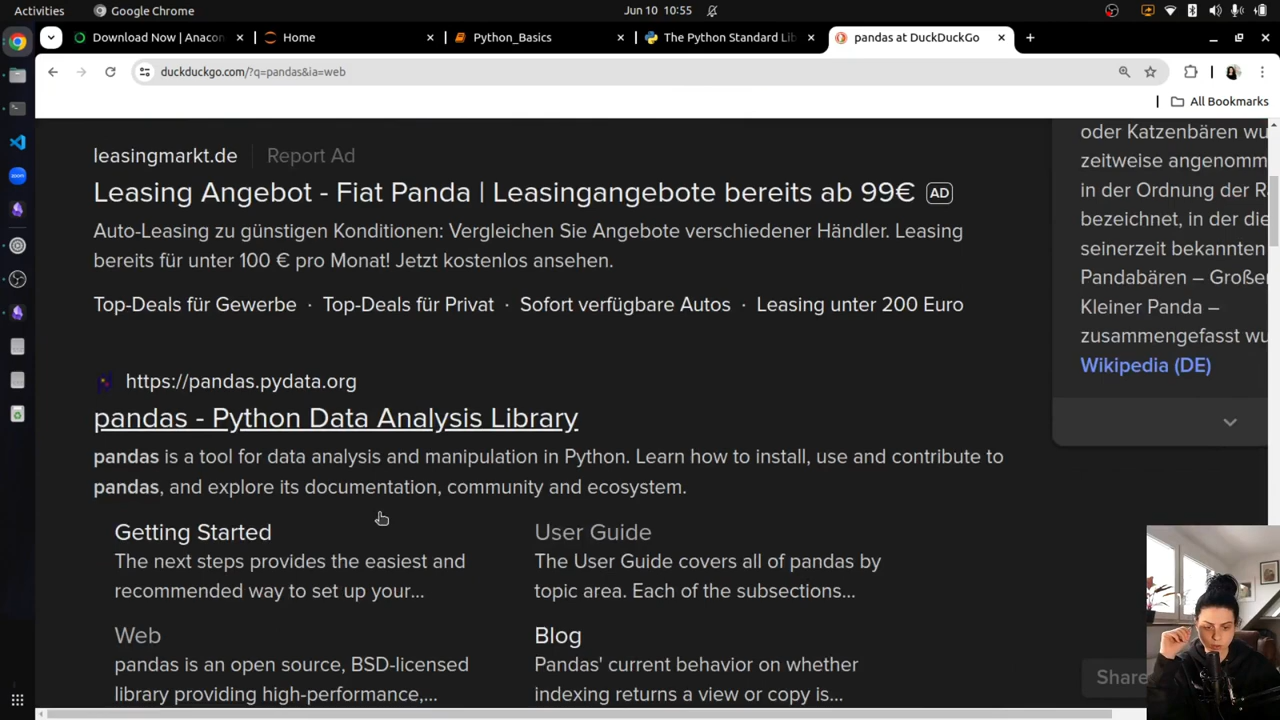 Activities
Google Chrome
Jun 10 10:55
Download Now | Anacon
Home
Python_Basics
The Python Standard Lib
pandas at DuckDuckGo
duckduckgo.com/?q=pandas&ia=web
All Bookmarks
leasingmarkt.de
Report Ad
Leasing Angebot - Fiat Panda | Leasingangebote bereits ab 99€ AD
Auto-Leasing zu günstigen Konditionen: Vergleichen Sie Angebote verschiedener Händler. Leasing
bereits für unter 100 € pro Monat! Jetzt kostenlos ansehen.
Top-Deals für Gewerbe · Top-Deals für Privat · Sofort verfügbare Autos · Leasing unter 200 Euro
https://pandas.pydata.org
pandas - Python Data Analysis Library
pandas is a tool for data analysis and manipulation in Python. Learn how to install, use and contribute to
pandas, and explore its documentation, community and ecosystem.
Getting Started
The next steps provides the easiest and
recommended way to set up your...
User Guide
The User Guide covers all of pandas by
topic area. Each of the subsections...
Web
pandas is an open source, BSD-licensed
library providing high-performance,...
Blog
Pandas' current behavior on whether
indexing returns a view or copy is...
oder Katzenbären wu
zeitweise angenomm
in der Ordnung der Ra
bezeichnet, in der die
seinerzeit bekannten
Pandabären – Großer
Kleiner Panda –
zusammengefasst wu
Wikipedia (DE)
Share
zoom